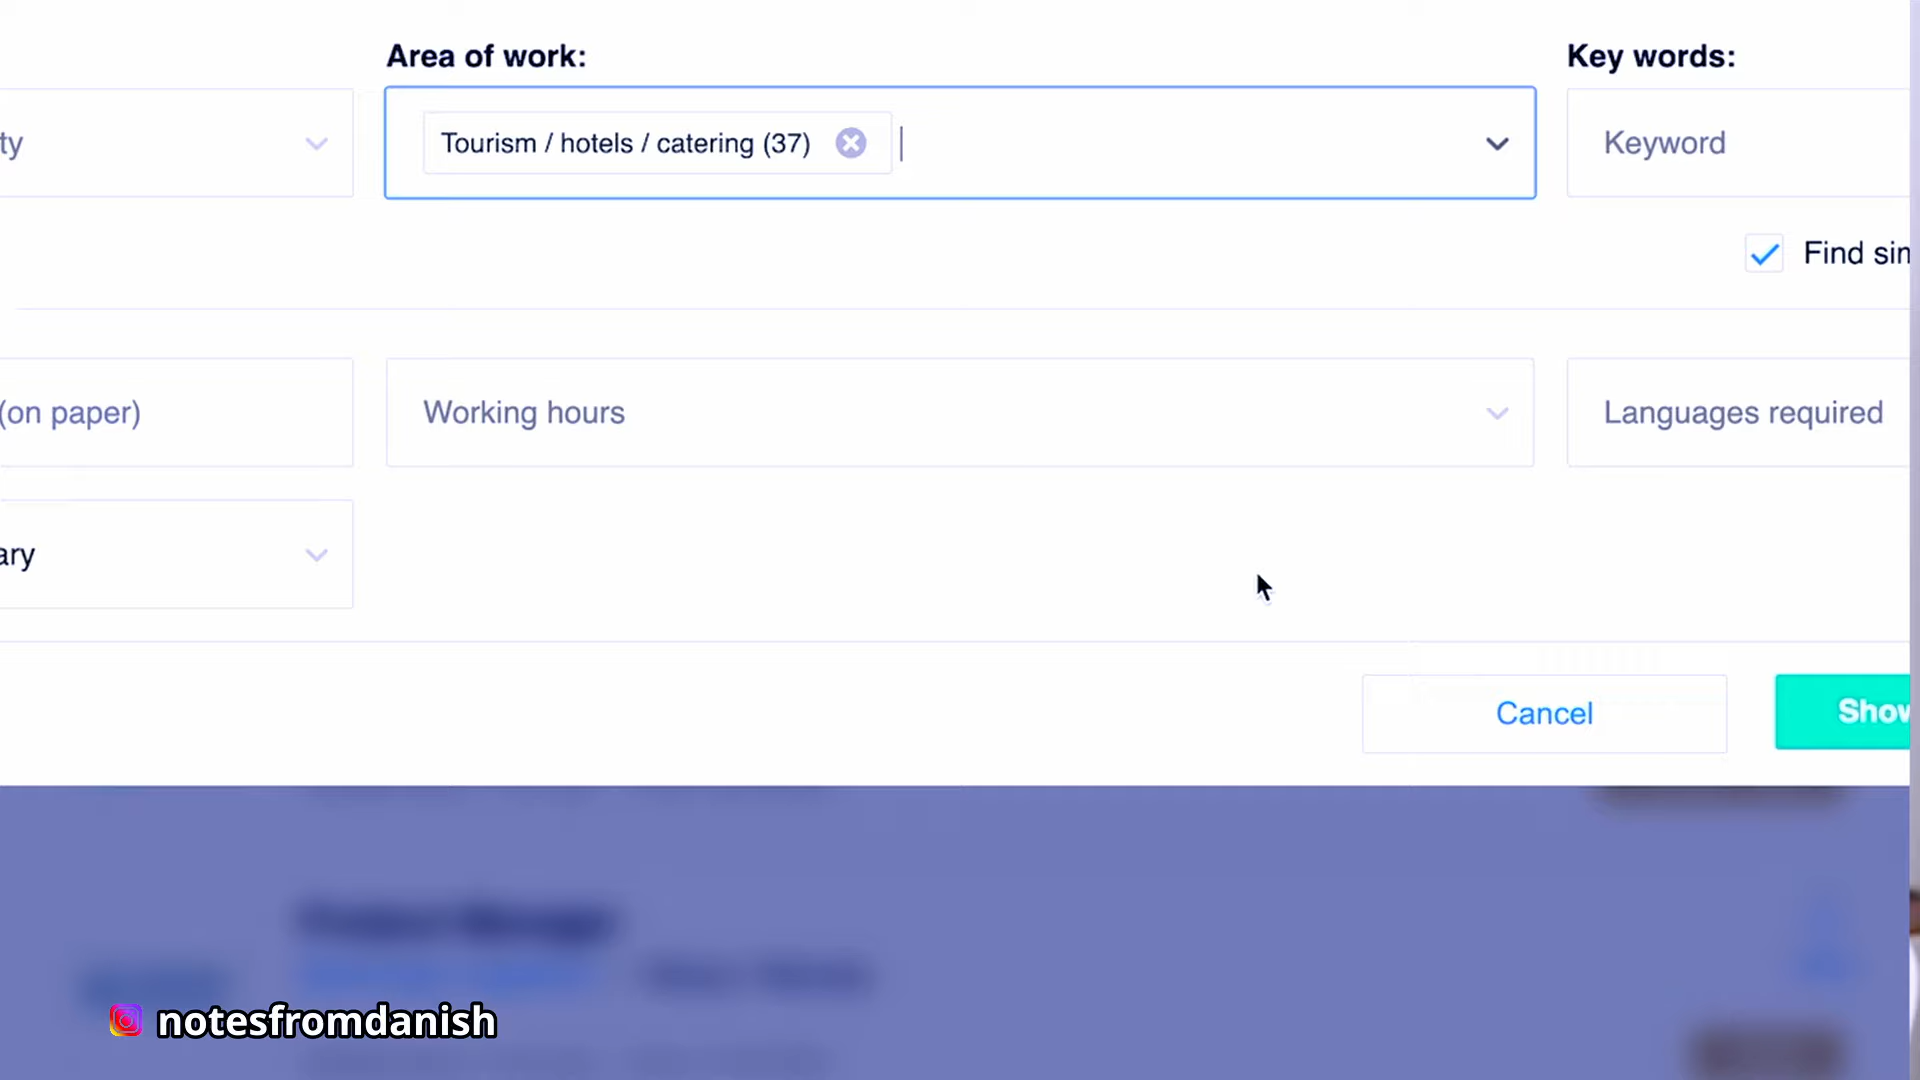 Area of work:
Key words:
ty
Tourism / hotels / catering (37)
Keyword
Find sin
(on paper)
Working hours
Languages required
ary
Cancel
Show
notesfromdanish